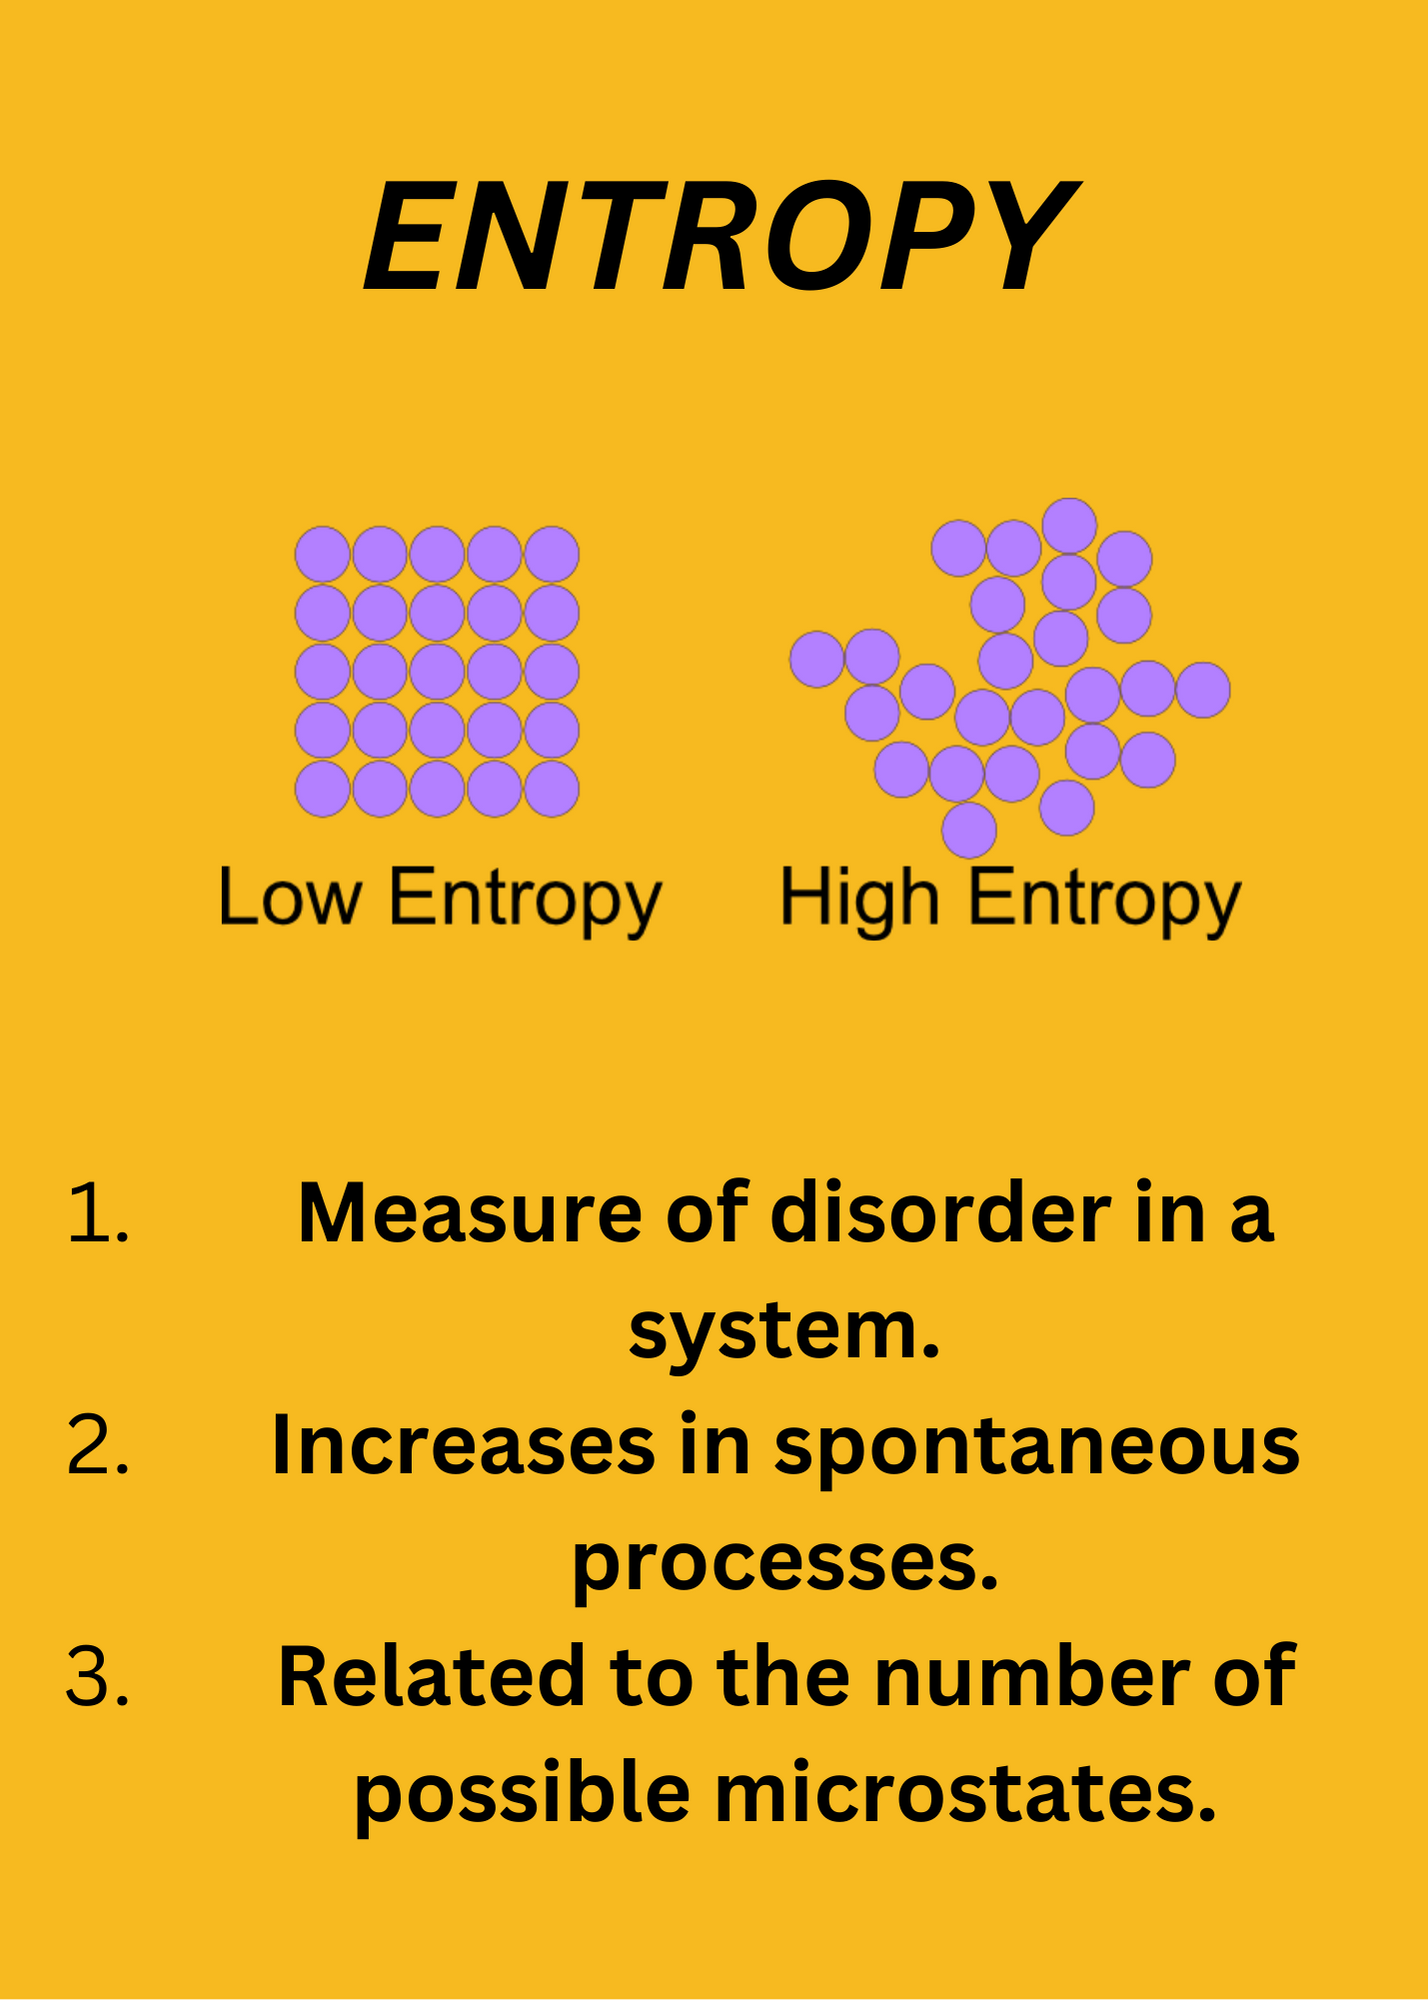 ENTROPY
Low Entropy
High Entropy
1. Measure of disorder in a
system.
2. Increases in spontaneous
processes.
3. Related to the number of
possible microstates.